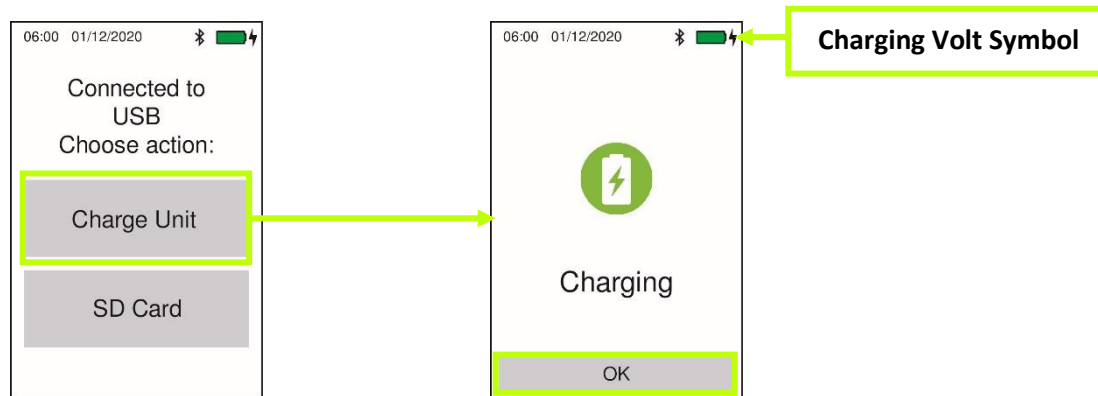 06:00 01/12/2020
Connected to
USB
Choose action:
Charge Unit
SD Card
06:00 01/12/2020
Charging
OK
Charging Volt Symbol